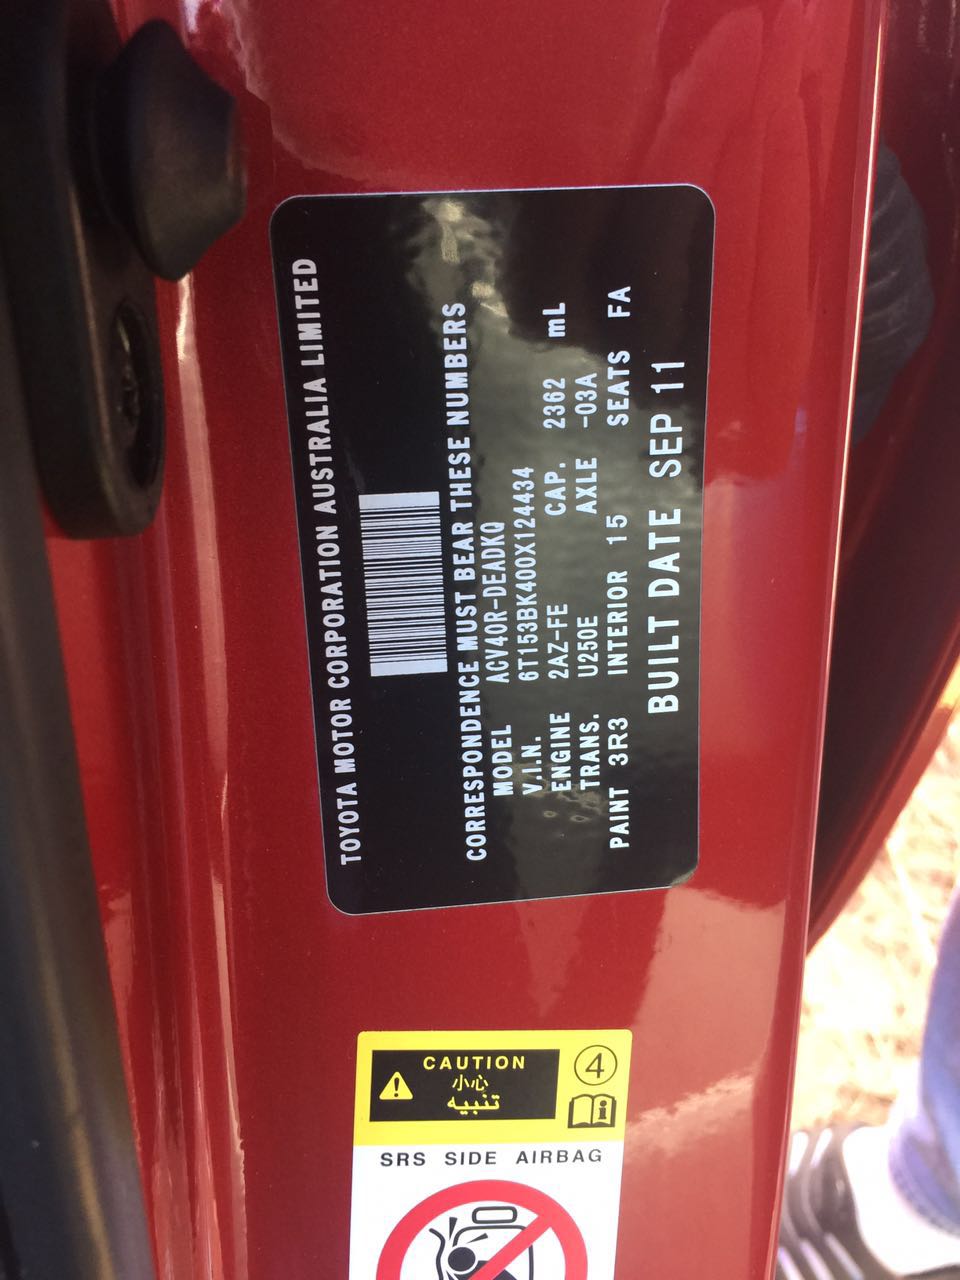 TOYOTA MOTOR CORPORATION AUSTRALIA LIMITED
CORRESPONDENCE MUST BEAR THESE NUMBERS
MODEL ACV40R-DEADKQ
V.I.N. 6T153BK400X124434
ENGINE 2AZ-FE CAP. 2362 mL
TRANS. U250E AXLE -03A
PAINT 3R3 INTERIOR 15 SEATS FA
BUILT DATE SEP 11
CAUTION
小心
تنبيه
4
i
SRS SIDE AIRBAG